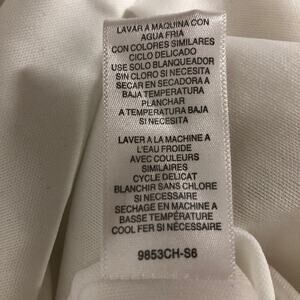 LAVAR A MAQUINA CON
AGUA FRIA
CON COLORES SIMILARES
CICLO DELICADO
USE SOLO BLANQUEADOR
SIN CLORO SI NECESITA
SECAR EN SECADORA A
BAJA TEMPERATURA
PLANCHAR
A TEMPERATURA BAJA
SI NECESITA
LAVER A LA MACHINE A
L'EAU FROIDE
AVEC COULEURS
SIMILAIRES
CYCLE DELICAT
BLANCHIR SANS CHLORE
SI NECESSAIRE
SECHAGE EN MACHINE A
BASSE TEMPÉRATURE
COOL FER SI NÉCESSAIRE
9853CH-S6